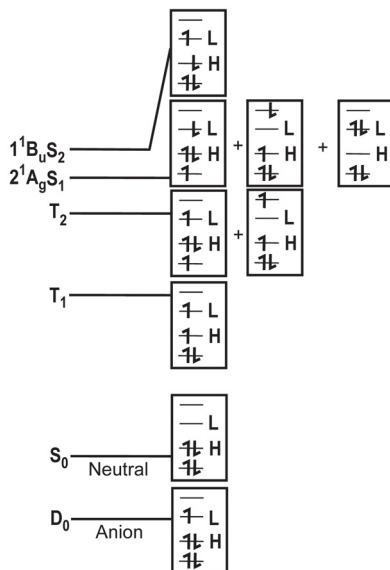 L
H
1¹BᵤS₂
L
H
+
L
H
+
L
H
2¹A_gS₁
T₂
L
H
+
L
H
T₁
L
H
L
S₀
H
Neutral
D₀
L
Anion
H